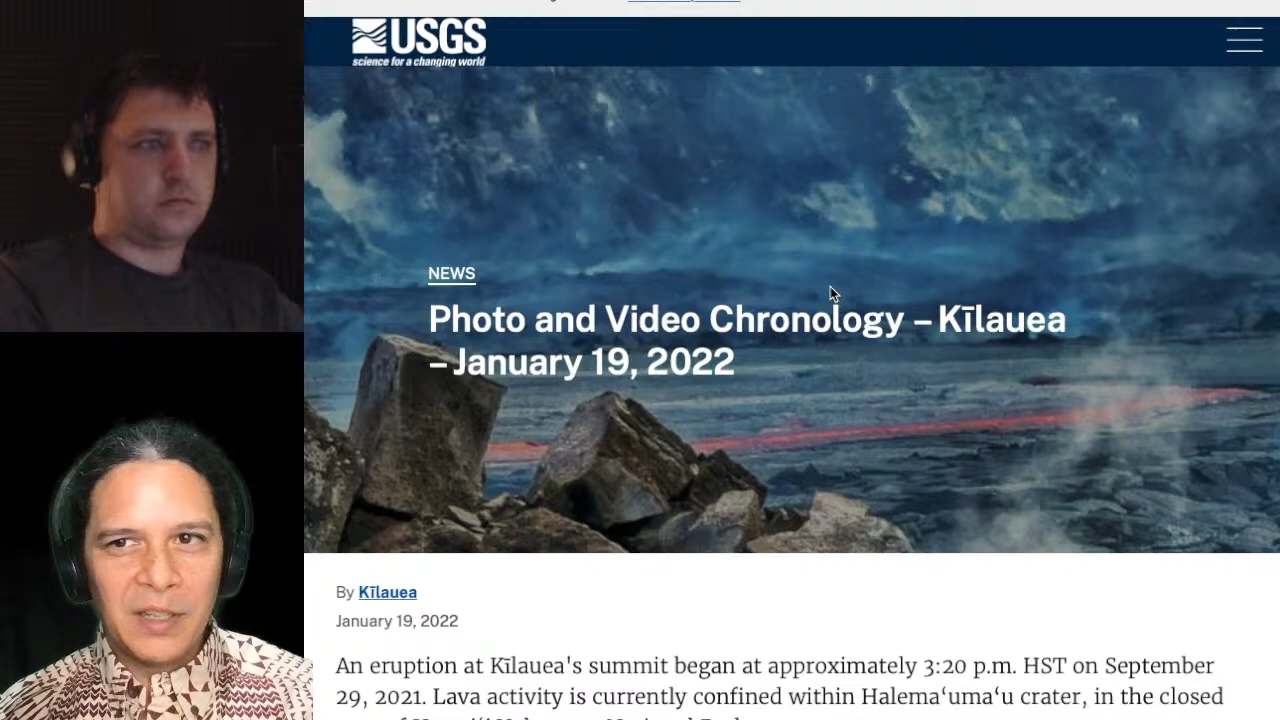 USGS
science for a changing world
NEWS
Photo and Video Chronology – Kīlauea
– January 19, 2022
By Kīlauea
January 19, 2022
An eruption at Kīlauea's summit began at approximately 3:20 p.m. HST on September
29, 2021. Lava activity is currently confined within Halemaʻumaʻu crater, in the closed